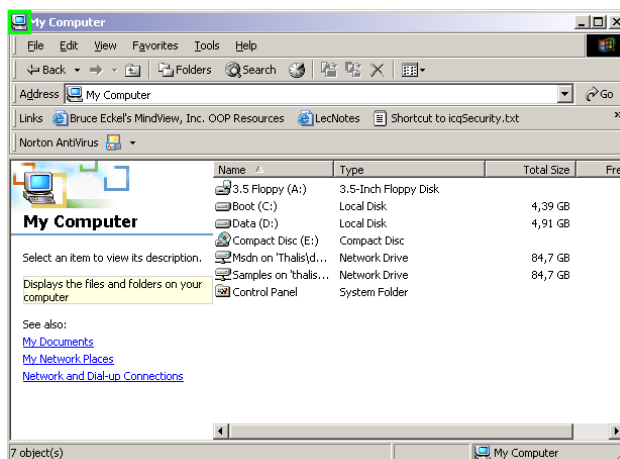 My Computer
File Edit View Favorites Tools Help
Back Folders Search
Address My Computer Go
Links Bruce Eckel's MindView, Inc. OOP Resources LecNotes Shortcut to icqSecurity.txt »
Norton AntiVirus
Name Type Total Size Fre
3.5 Floppy (A:) 3.5-Inch Floppy Disk
Boot (C:) Local Disk 4,39 GB
Data (D:) Local Disk 4,91 GB
Compact Disc (E:) Compact Disc
Msdn on 'Thalis\d... Network Drive 84,7 GB
Samples on 'thalis... Network Drive 84,7 GB
Control Panel System Folder
My Computer
Select an item to view its description.
Displays the files and folders on your
computer
See also:
My Documents
My Network Places
Network and Dial-up Connections
7 object(s) My Computer